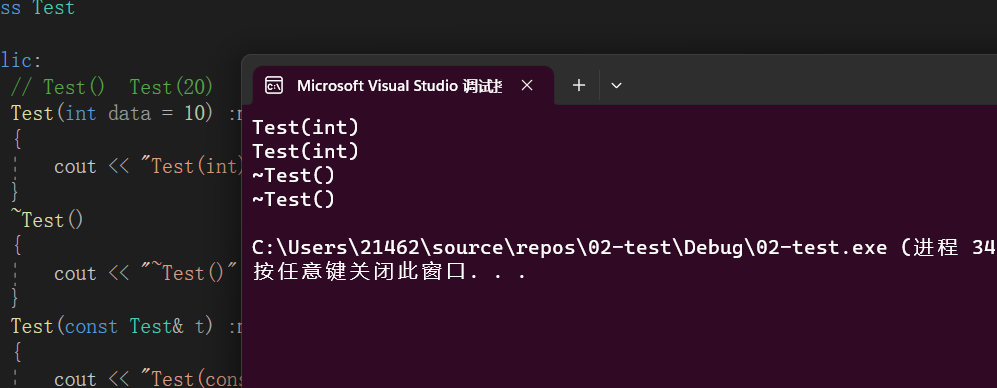 ss Test
lic:
// Test()  Test(20)
Test(int data = 10) :
{
cout << "Test(int)
}
~Test()
{
cout << "~Test()"
}
Test(const Test& t) :
{
cout << "Test(cons
Microsoft Visual Studio 调试
Test(int)
Test(int)
~Test()
~Test()
C:\Users\21462\source\repos\02-test\Debug\02-test.exe (进程 34
按任意键关闭此窗口. . .